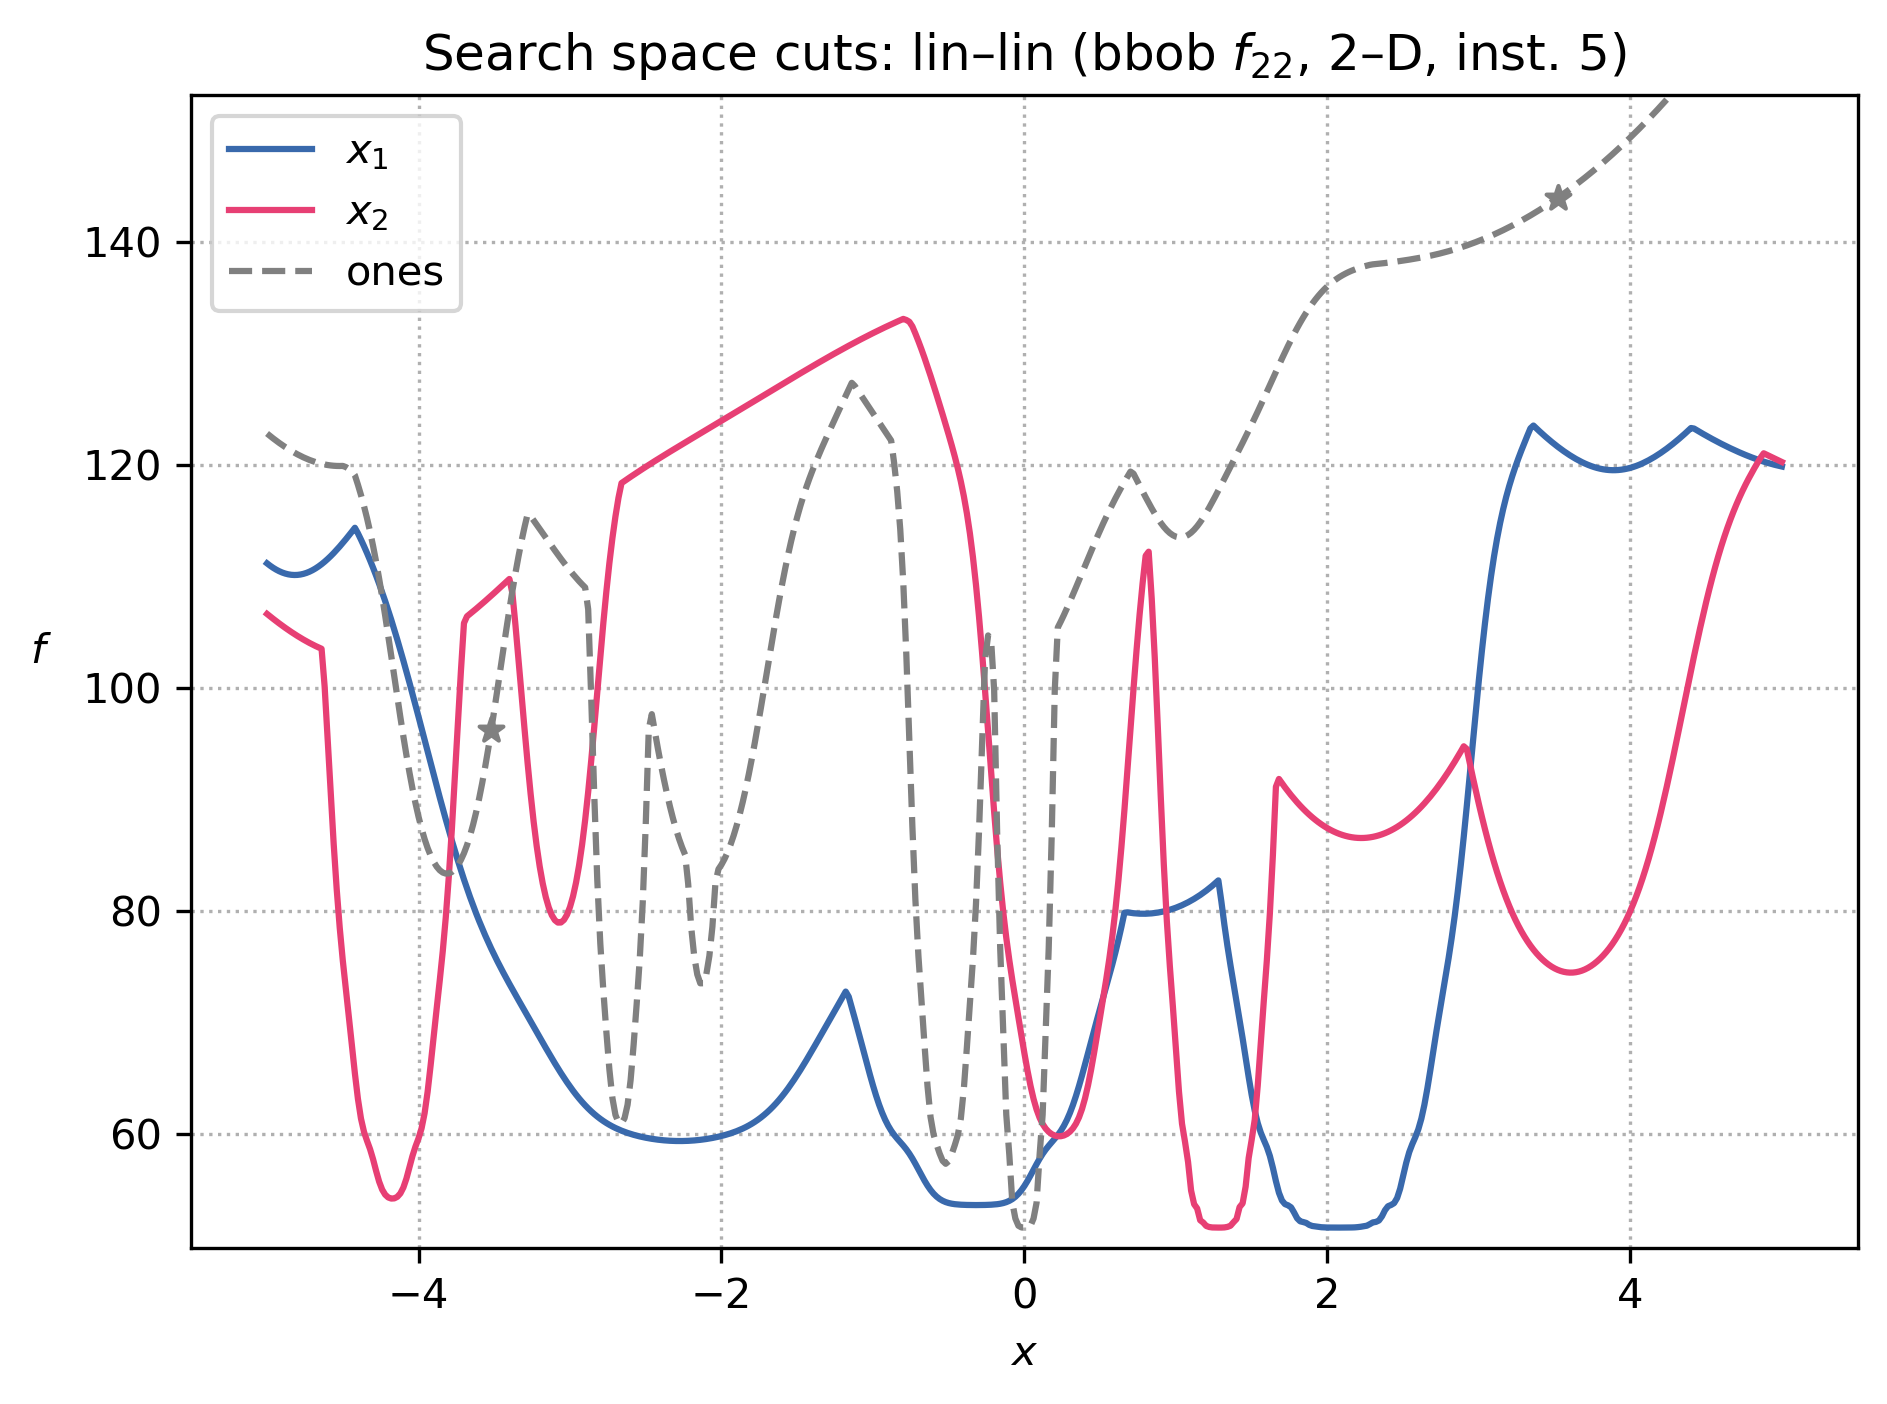 Search space cuts: lin–lin (bbob f₂₂, 2–D, inst. 5)
x₁
x₂
ones
140
120
100
80
60
f
−4
−2
0
2
4
x